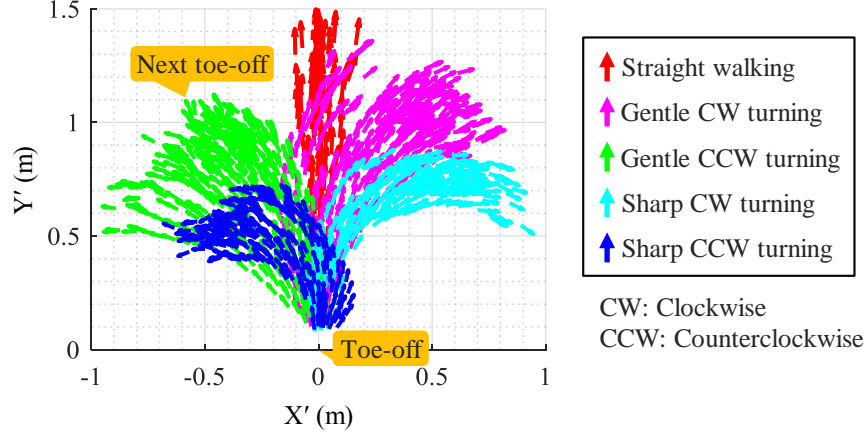 1.5
1
0.5
0
Y′ (m)
-1
-0.5
0
0.5
1
X′ (m)
Next toe-off
Toe-off
Straight walking
Gentle CW turning
Gentle CCW turning
Sharp CW turning
Sharp CCW turning
CW: Clockwise
CCW: Counterclockwise